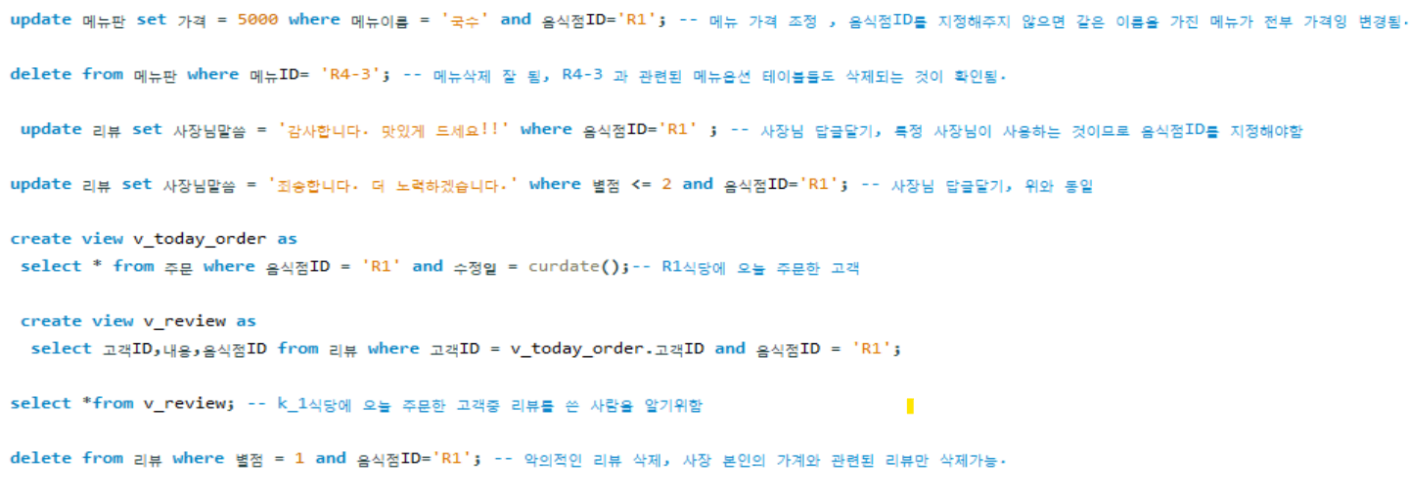 update 메뉴판 set 가격 = 5000 where 메뉴이름 = '국수' and 음식점ID='R1'; -- 메뉴 가격 조정 , 음식점ID를 지정해주지 않으면 같은 이름을 가진 메뉴가 전부 가격잉 변경됨.
delete from 메뉴판 where 메뉴ID= 'R4-3'; -- 메뉴삭제 잘 됨, R4-3 과 관련된 메뉴옵션 테이블들도 삭제되는 것이 확인됨.
update 리뷰 set 사장님말씀 = '감사합니다. 맛있게 드세요!!' where 음식점ID='R1' ; -- 사장님 답글달기, 특정 사장님이 사용하는 것이므로 음식점ID를 지정해야함
update 리뷰 set 사장님말씀 = '죄송합니다. 더 노력하겠습니다.' where 별점 <= 2 and 음식점ID='R1'; -- 사장님 답글달기, 위와 동일
create view v_today_order as
select * from 주문 where 음식점ID = 'R1' and 수정일 = curdate();-- R1식당에 오늘 주문한 고객
create view v_review as
select 고객ID,내용,음식점ID from 리뷰 where 고객ID = v_today_order.고객ID and 음식점ID = 'R1';
select *from v_review; -- k_1식당에 오늘 주문한 고객중 리뷰를 쓴 사람을 알기위함
delete from 리뷰 where 별점 = 1 and 음식점ID='R1'; -- 악의적인 리뷰 삭제, 사장 본인의 가계와 관련된 리뷰만 삭제가능.